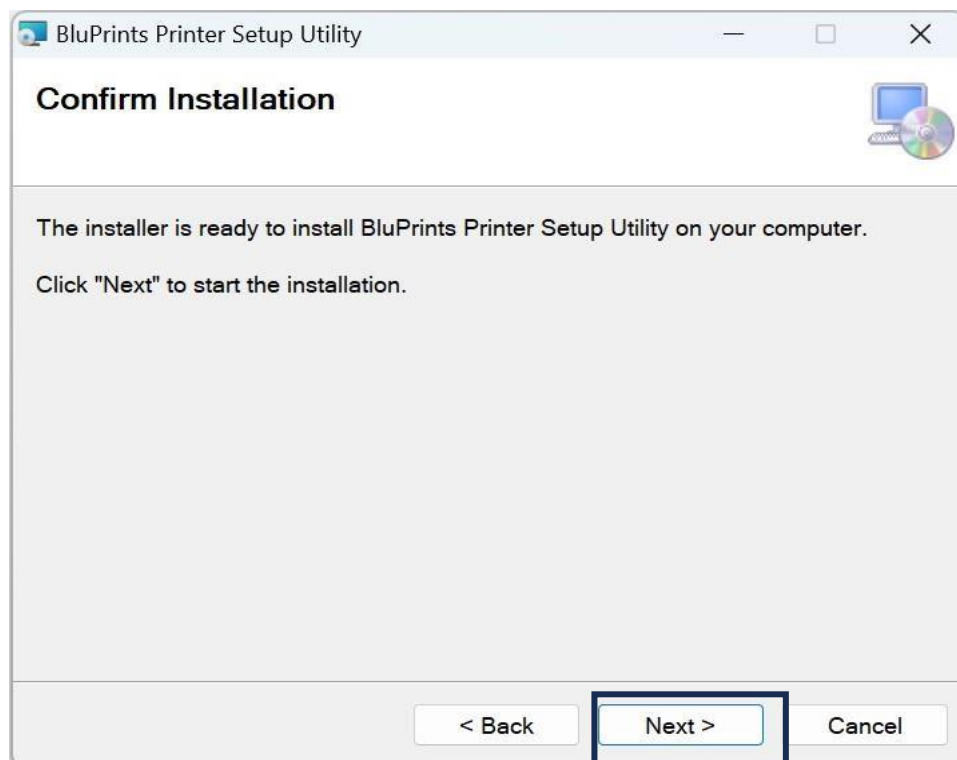 BluPrints Printer Setup Utility
Confirm Installation
The installer is ready to install BluPrints Printer Setup Utility on your computer.
Click "Next" to start the installation.
< Back
Next >
Cancel